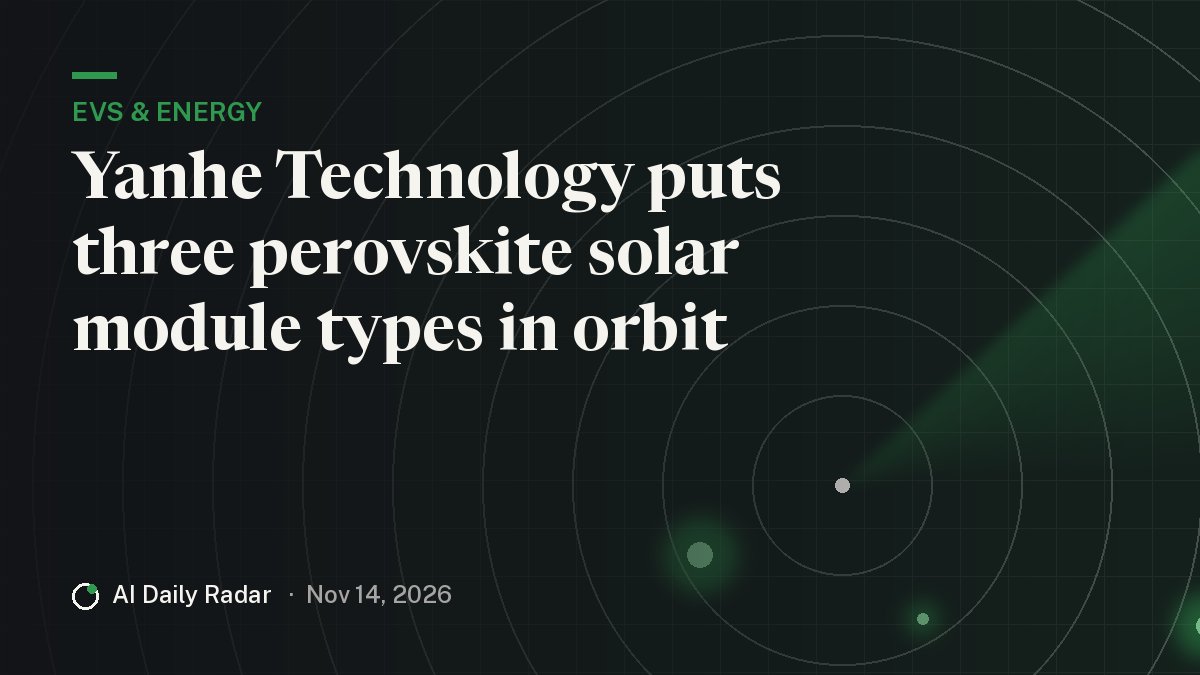 EVS & ENERGY
Yanhe Technology puts
three perovskite solar
module types in orbit
AI Daily Radar · Nov 14, 2026